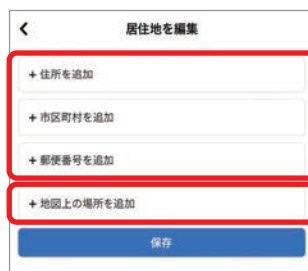 居住地を編集
+ 住所を追加
+ 市区町村を追加
+ 郵便番号を追加
+ 地図上の場所を追加
保存